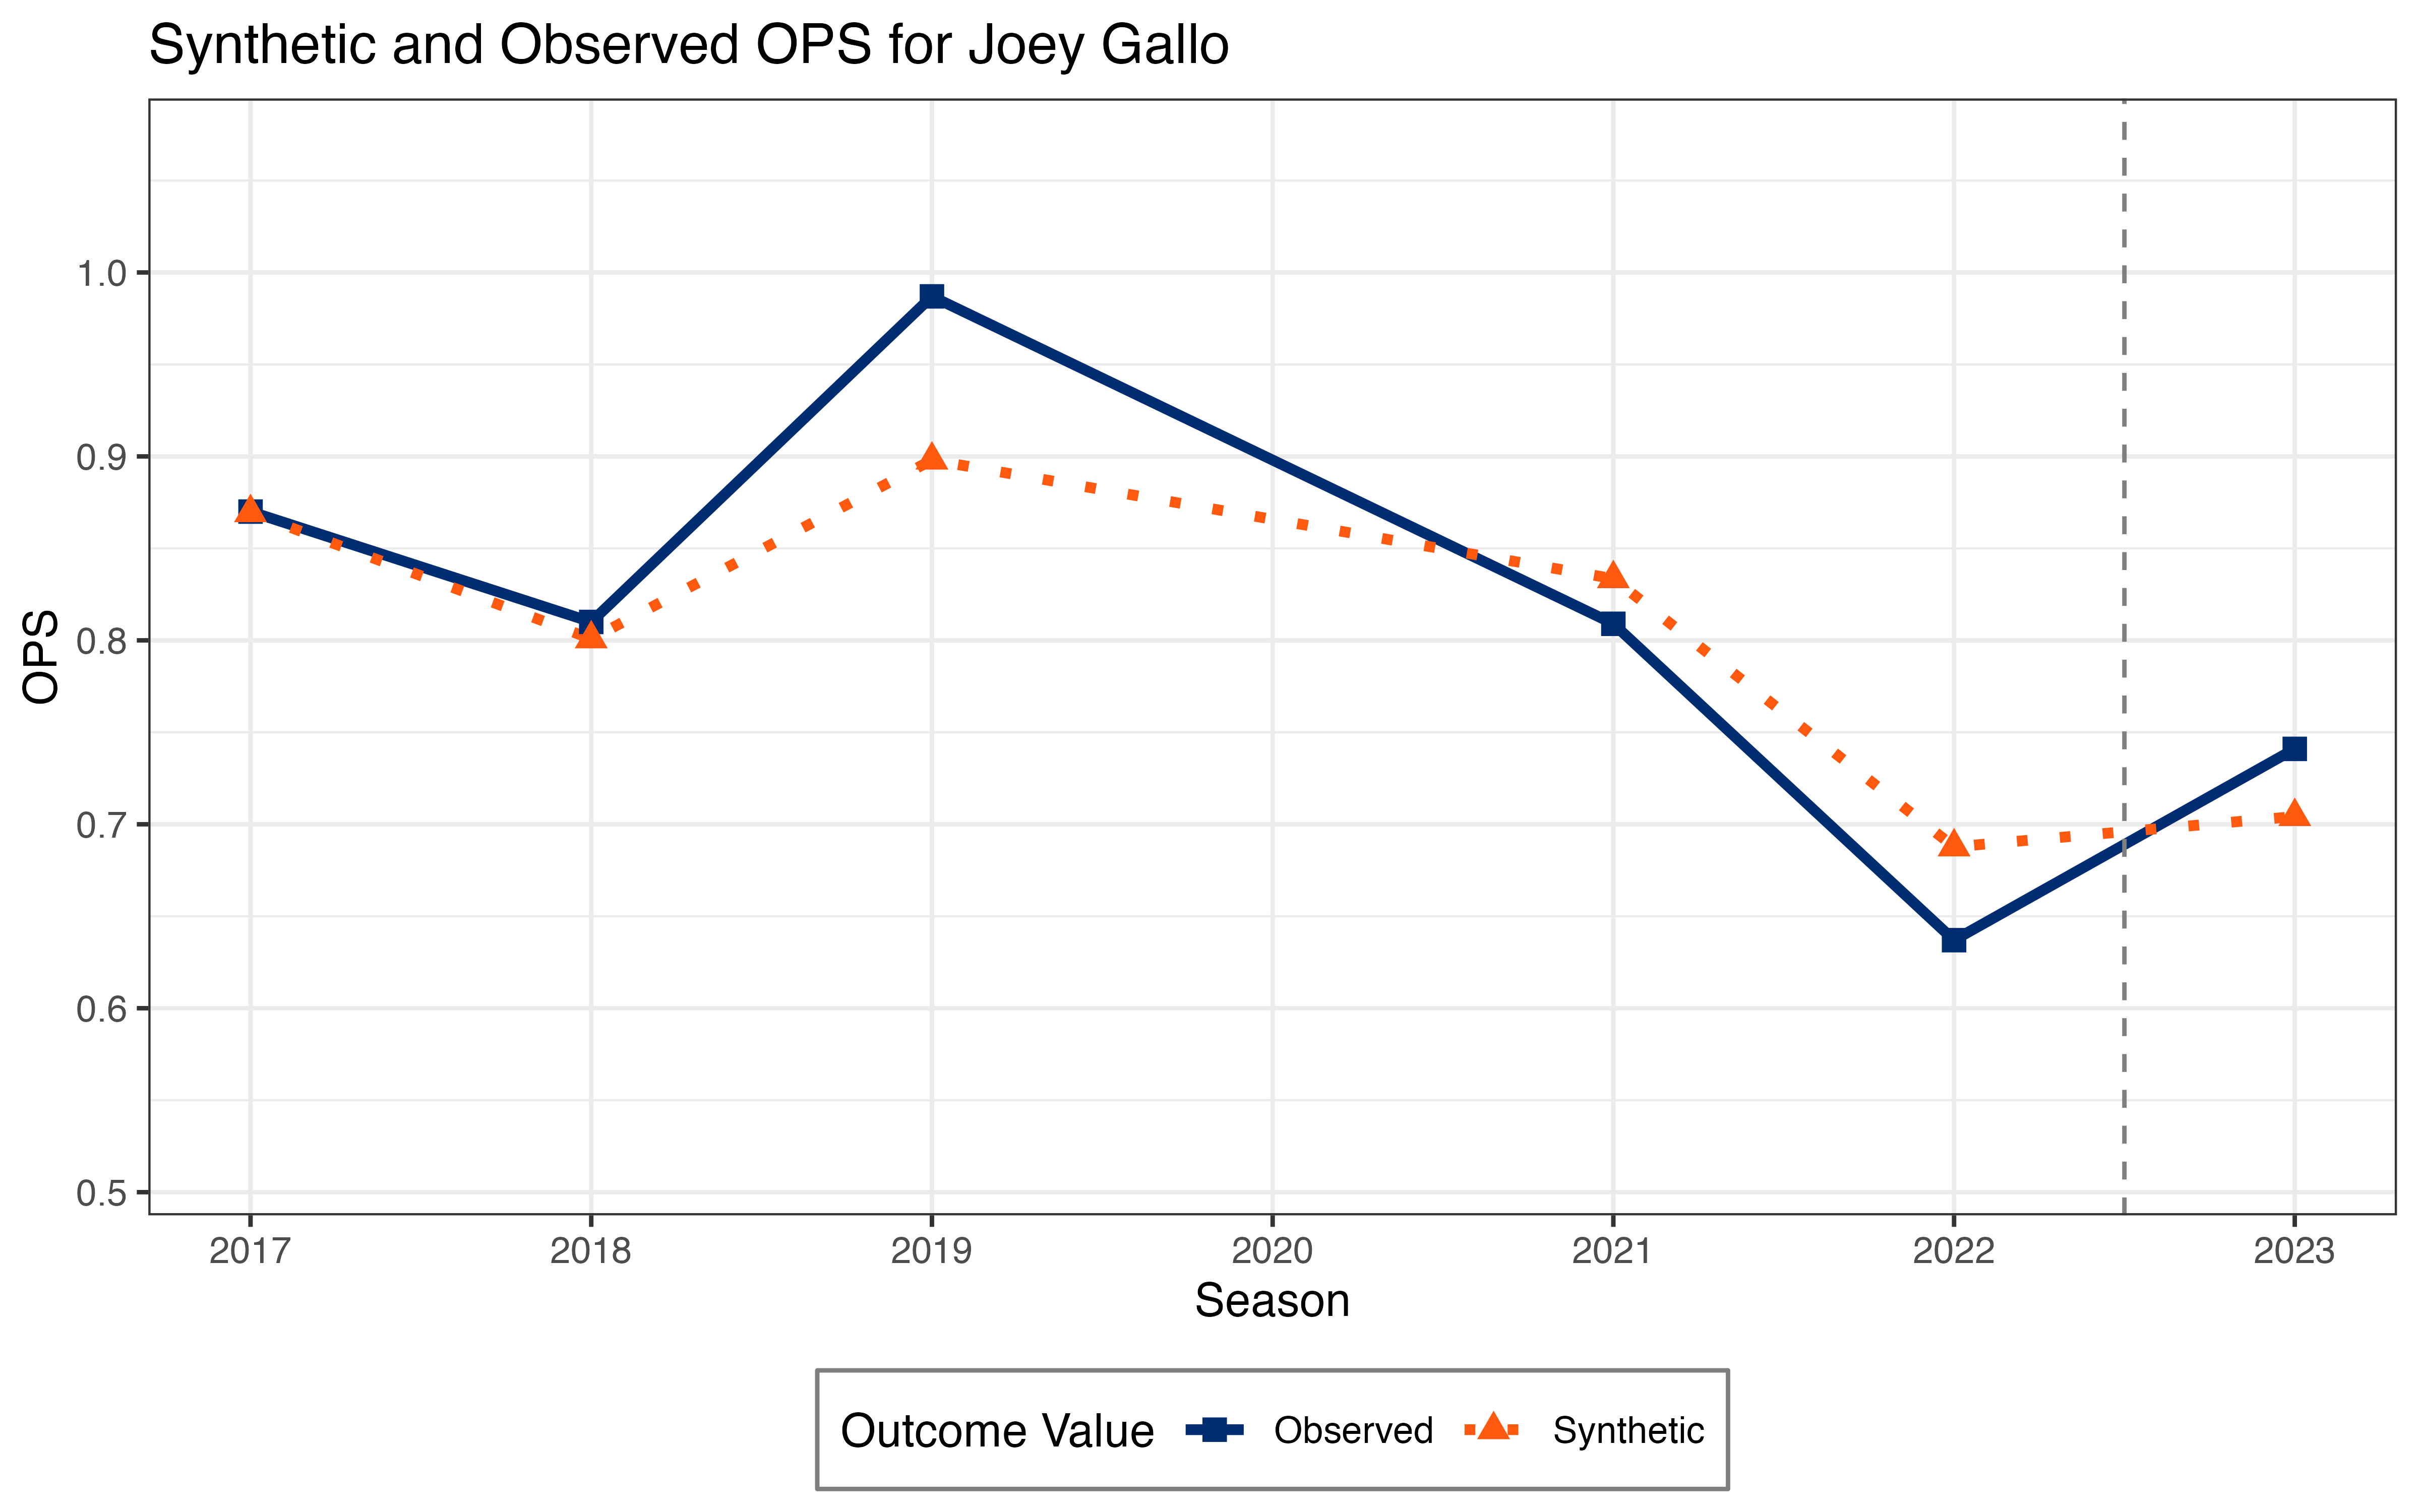 Synthetic and Observed OPS for Joey Gallo
OPS
1.0
0.9
0.8
0.7
0.6
0.5
2017 2018 2019 2020 2021 2022 2023
Season
Outcome Value Observed Synthetic